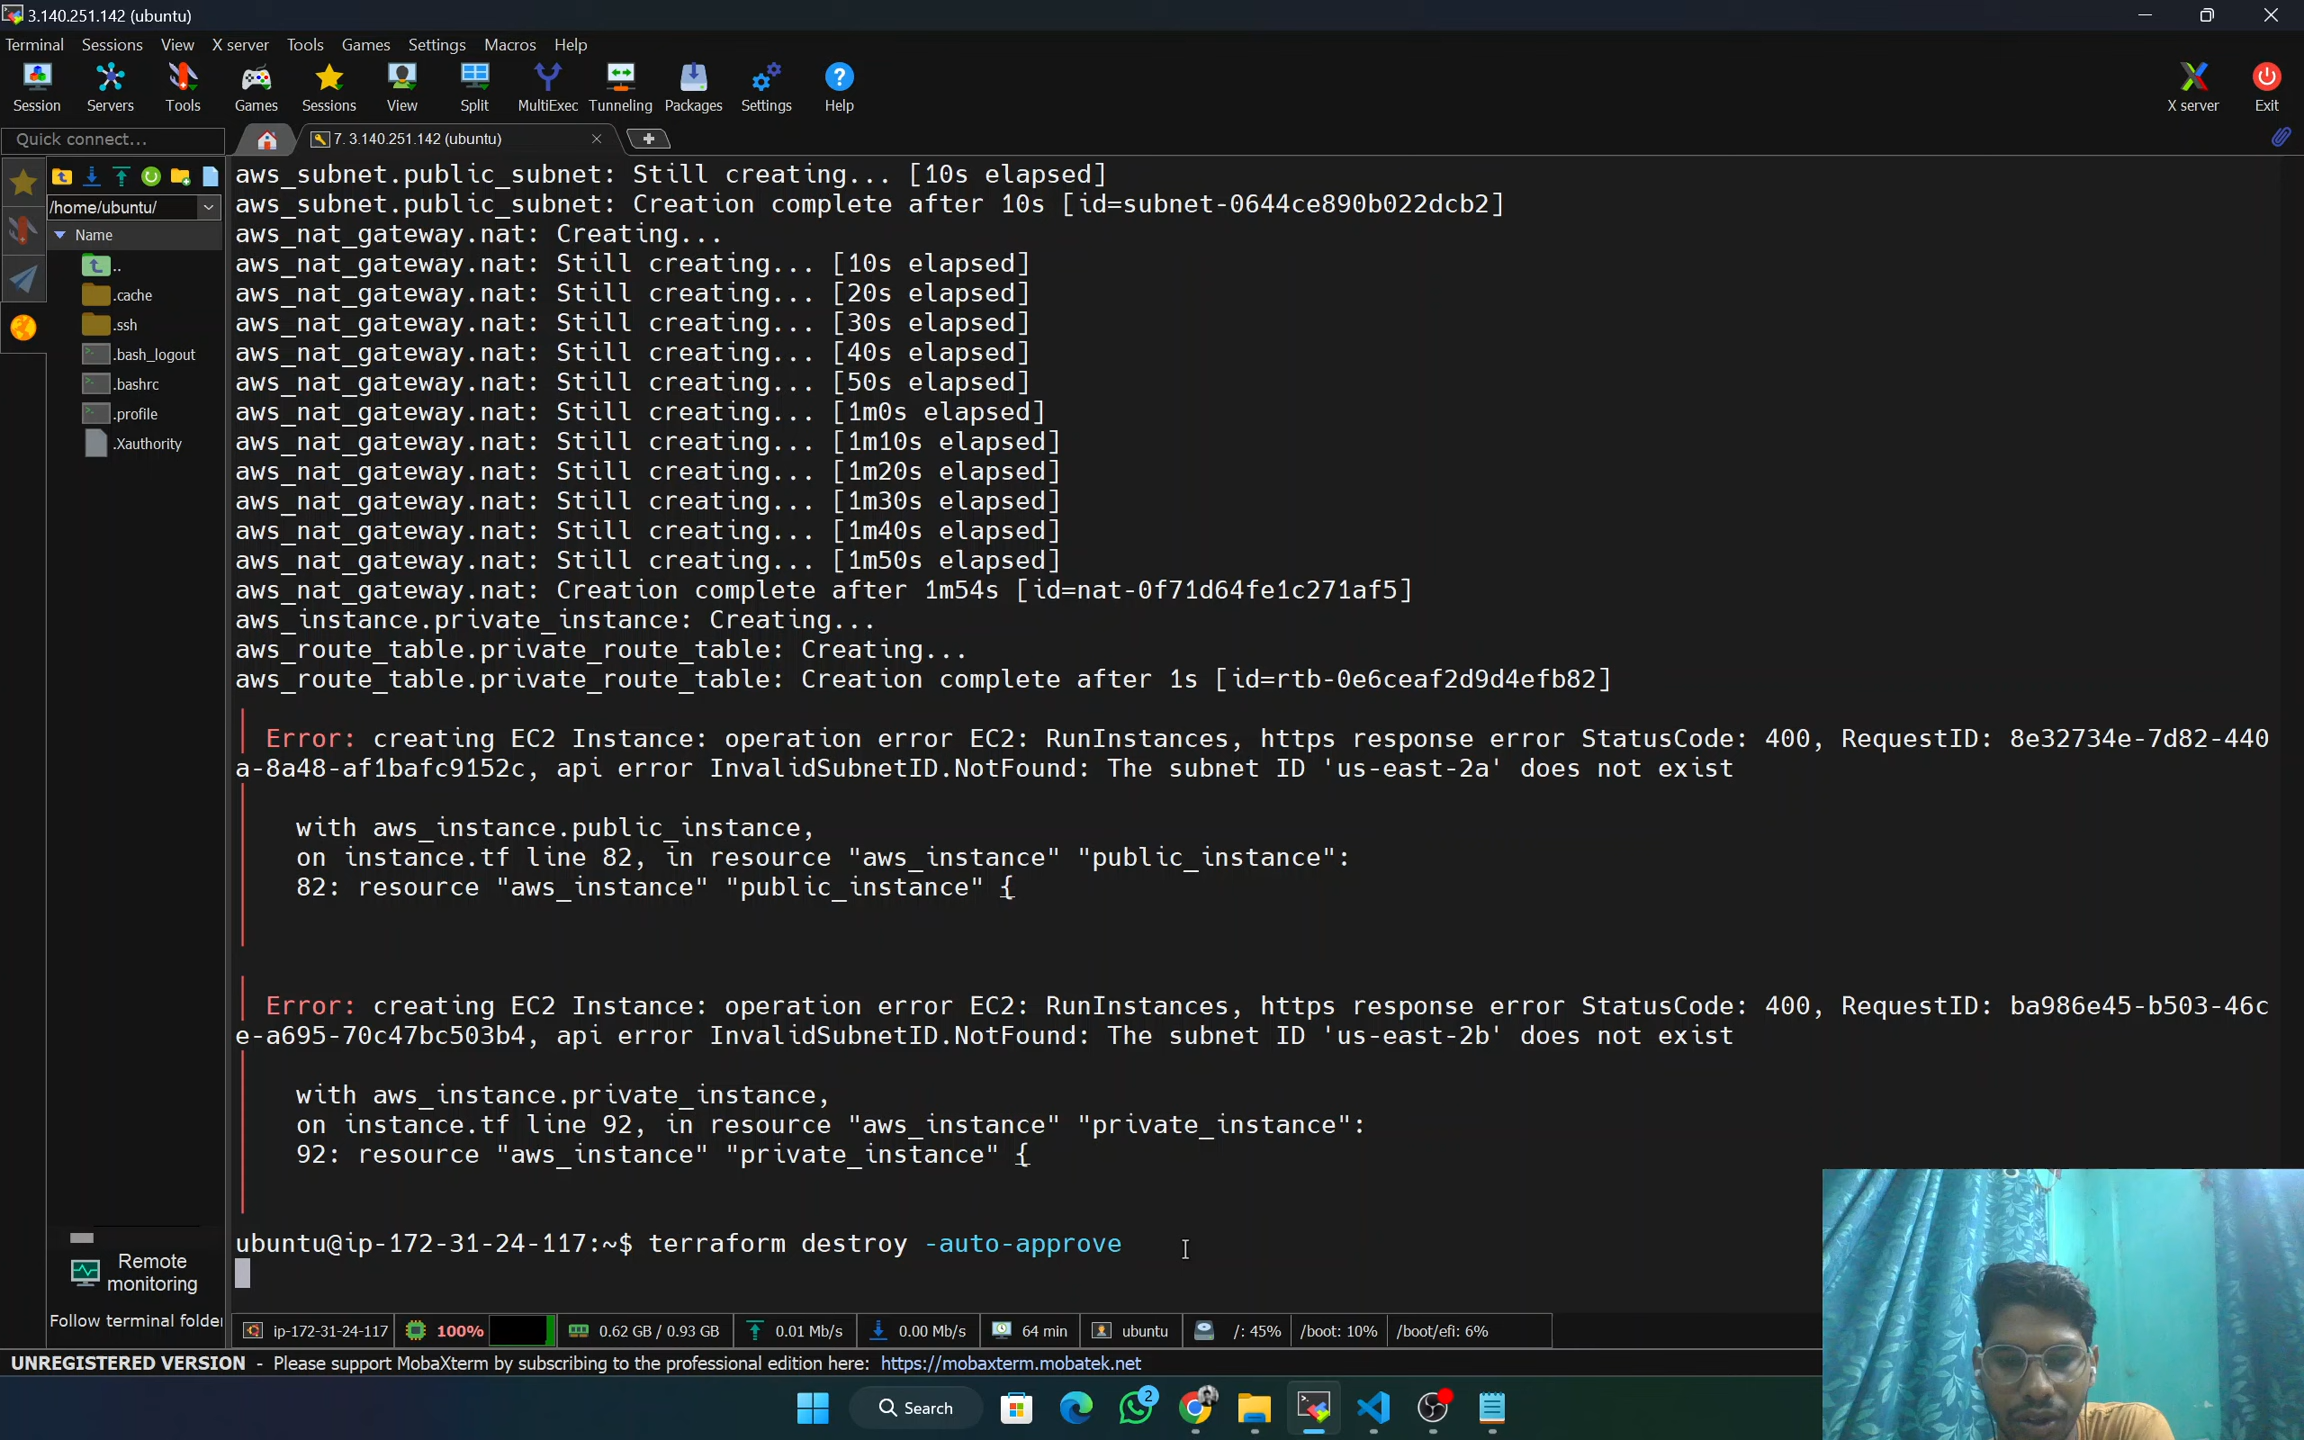 3.140.251.142 (ubuntu)
Terminal Sessions View X server Tools Games Settings Macros Help
Session Servers Tools Games Sessions View Split MultiExec Tunneling Packages Settings Help X server Exit
Quick connect...
7. 3.140.251.142 (ubuntu)
/home/ubuntu/
Name
..
.cache
.ssh
.bash_logout
.bashrc
.profile
.Xauthority
Remote
monitoring
Follow terminal folder
aws_subnet.public_subnet: Still creating... [10s elapsed]
aws_subnet.public_subnet: Creation complete after 10s [id=subnet-0644ce890b022dcb2]
aws_nat_gateway.nat: Creating...
aws_nat_gateway.nat: Still creating... [10s elapsed]
aws_nat_gateway.nat: Still creating... [20s elapsed]
aws_nat_gateway.nat: Still creating... [30s elapsed]
aws_nat_gateway.nat: Still creating... [40s elapsed]
aws_nat_gateway.nat: Still creating... [50s elapsed]
aws_nat_gateway.nat: Still creating... [1m0s elapsed]
aws_nat_gateway.nat: Still creating... [1m10s elapsed]
aws_nat_gateway.nat: Still creating... [1m20s elapsed]
aws_nat_gateway.nat: Still creating... [1m30s elapsed]
aws_nat_gateway.nat: Still creating... [1m40s elapsed]
aws_nat_gateway.nat: Still creating... [1m50s elapsed]
aws_nat_gateway.nat: Creation complete after 1m54s [id=nat-0f71d64fe1c271af5]
aws_instance.private_instance: Creating...
aws_route_table.private_route_table: Creating...
aws_route_table.private_route_table: Creation complete after 1s [id=rtb-0e6ceaf2d9d4efb82]
Error: creating EC2 Instance: operation error EC2: RunInstances, https response error StatusCode: 400, RequestID: 8e32734e-7d82-440
a-8a48-af1bafc9152c, api error InvalidSubnetID.NotFound: The subnet ID 'us-east-2a' does not exist
with aws_instance.public_instance,
on instance.tf line 82, in resource "aws_instance" "public_instance":
82: resource "aws_instance" "public_instance" {
Error: creating EC2 Instance: operation error EC2: RunInstances, https response error StatusCode: 400, RequestID: ba986e45-b503-46c
e-a695-70c47bc503b4, api error InvalidSubnetID.NotFound: The subnet ID 'us-east-2b' does not exist
with aws_instance.private_instance,
on instance.tf line 92, in resource "aws_instance" "private_instance":
92: resource "aws_instance" "private_instance" {
ubuntu@ip-172-31-24-117:~$ terraform destroy -auto-approve
ip-172-31-24-117 100% 0.62 GB / 0.93 GB 0.01 Mb/s 0.00 Mb/s 64 min ubuntu /: 45% /boot: 10% /boot/efi: 6%
UNREGISTERED VERSION - Please support MobaXterm by subscribing to the professional edition here: https://mobaxterm.mobatek.net
Search 2